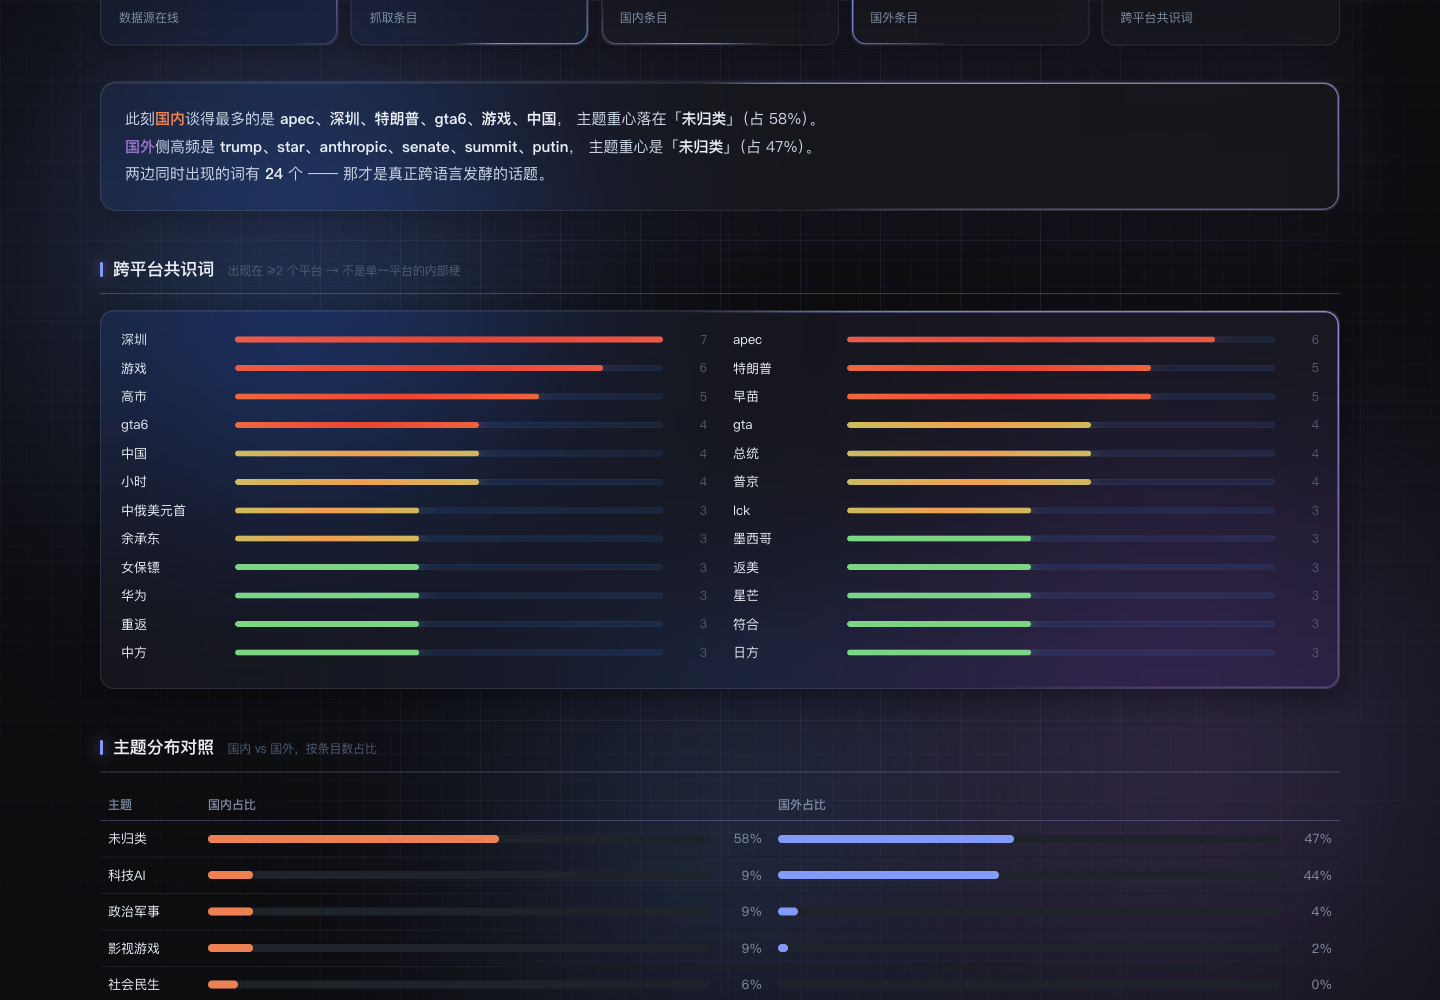 数据源在线
抓取条目
国内条目
国外条目
跨平台共识词
此刻国内谈得最多的是 apec、深圳、特朗普、gta6、游戏、中国， 主题重心落在「未归类」（占 58%）。
国外侧高频是 trump、star、anthropic、senate、summit、putin， 主题重心是「未归类」（占 47%）。
两边同时出现的词有 24 个 —— 那才是真正跨语言发酵的话题。
跨平台共识词 出现在 ≥2 个平台 → 不是单一平台的内部梗
深圳 7 apec 6
游戏 6 特朗普 5
高市 5 早苗 5
gta6 4 gta 4
中国 4 总统 4
小时 4 普京 4
中俄美元首 3 lck 3
余承东 3 墨西哥 3
女保镖 3 返美 3
华为 3 星芒 3
重返 3 符合 3
中方 3 日方 3
主题分布对照 国内 vs 国外，按条目数占比
主题 国内占比 国外占比
未归类 58% 47%
科技AI 9% 44%
政治军事 9% 4%
影视游戏 9% 2%
社会民生 6% 0%